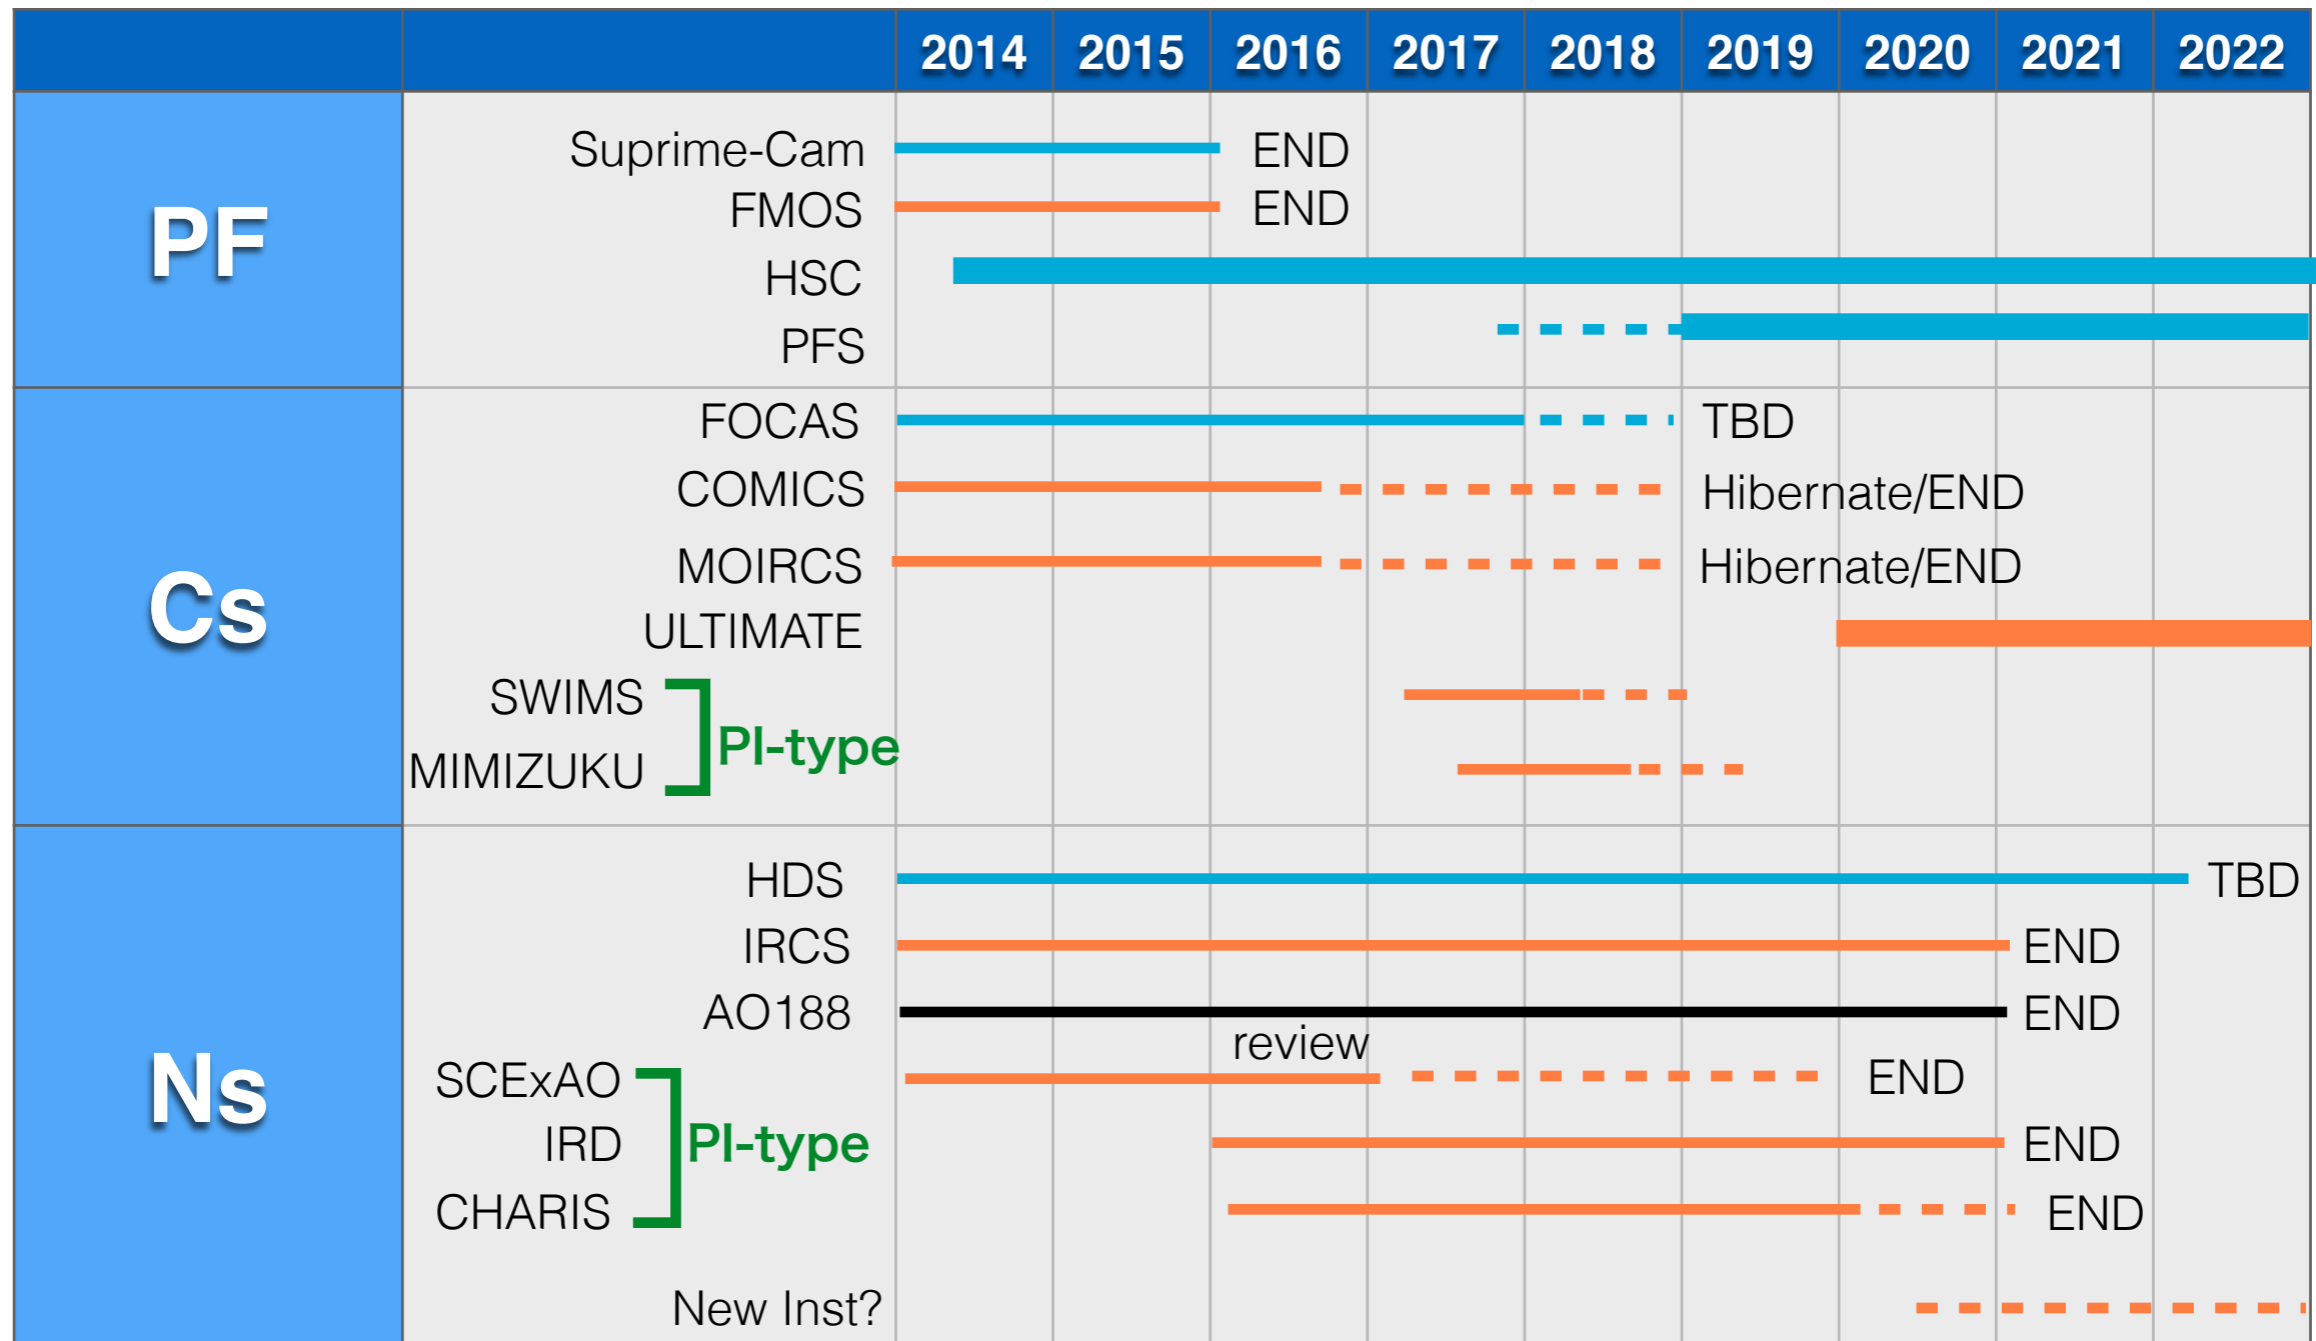 2014 2015 2016 2017 2018 2019 2020 2021 2022
PF
Suprime-Cam END
FMOS END
HSC
PFS
Cs
FOCAS TBD
COMICS Hibernate/END
MOIRCS Hibernate/END
ULTIMATE
SWIMS
PI-type
MIMIZUKU
Ns
HDS TBD
IRCS END
AO188 END
review
SCExAO END
IRD PI-type END
CHARIS END
New Inst?